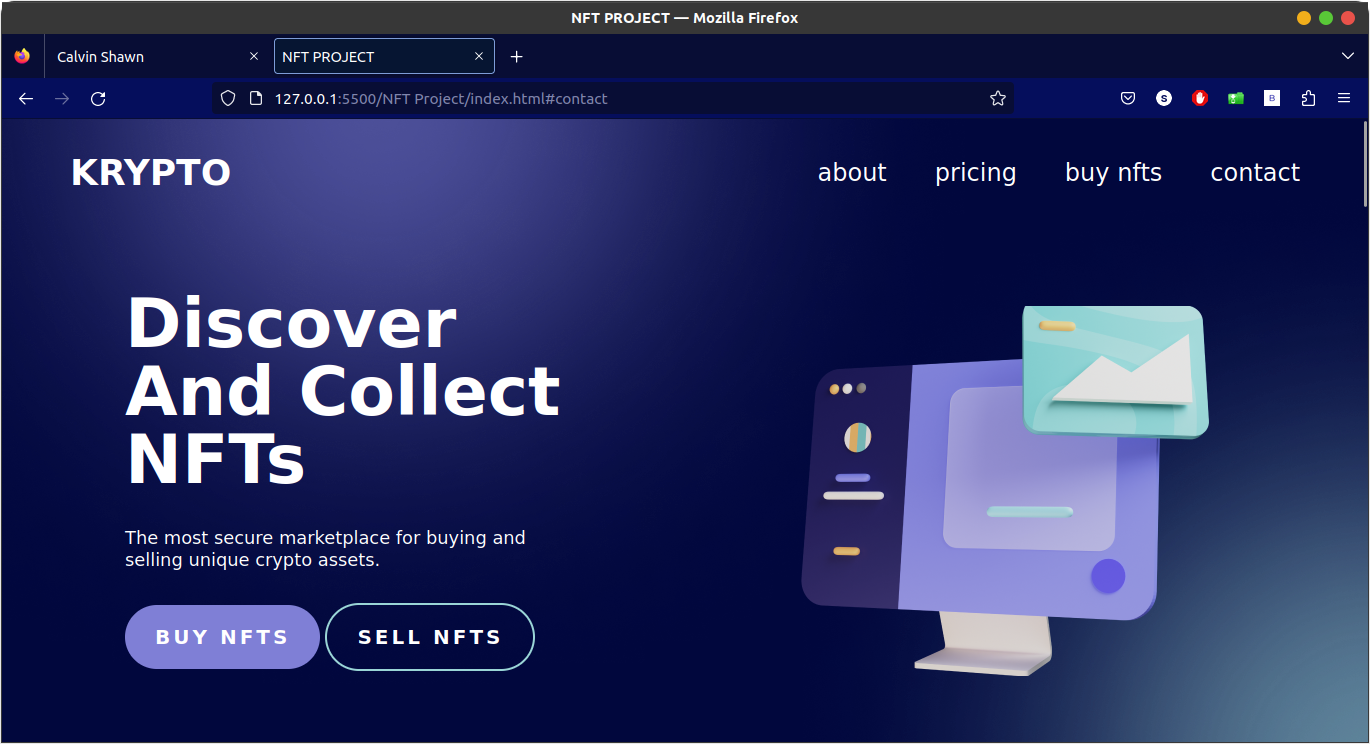 NFT PROJECT — Mozilla Firefox
Calvin Shawn
NFT PROJECT
127.0.0.1:5500/NFT Project/index.html#contact
S
B
KRYPTO
about pricing buy nfts contact
Discover
And Collect
NFTs
The most secure marketplace for buying and
selling unique crypto assets.
BUY NFTS SELL NFTS